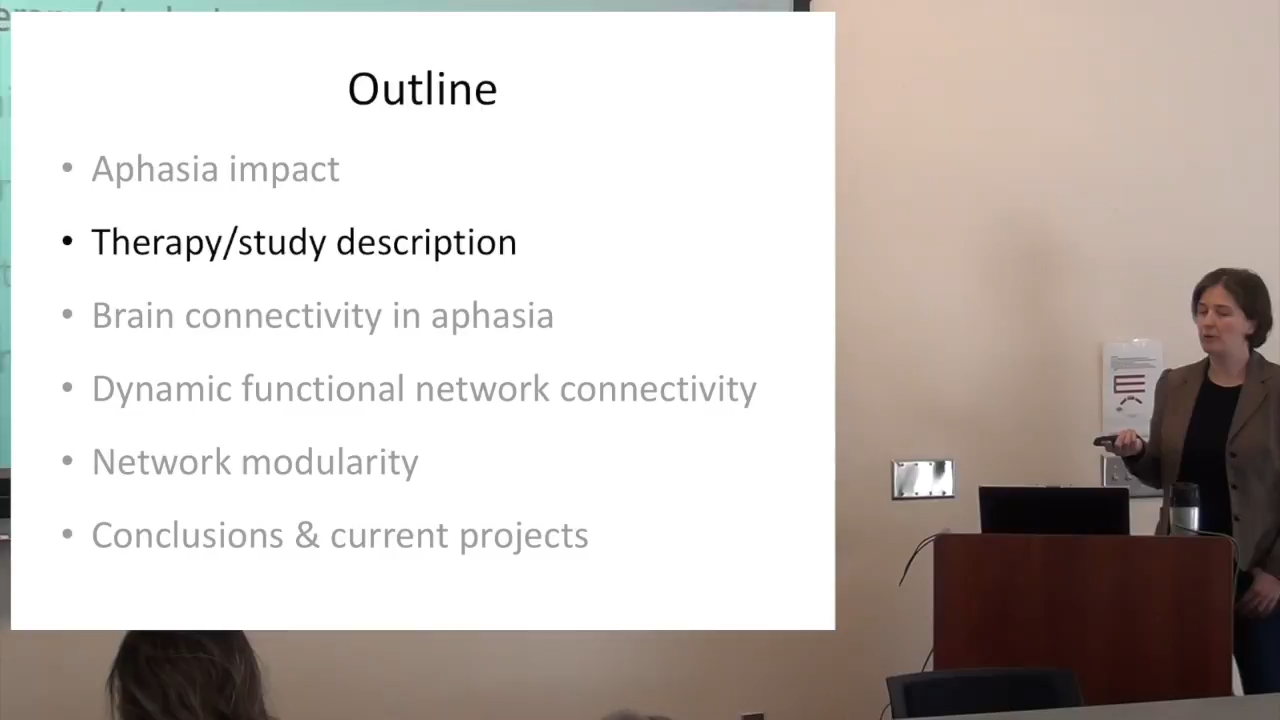 Outline
• Aphasia impact
• Therapy/study description
• Brain connectivity in aphasia
• Dynamic functional network connectivity
• Network modularity
• Conclusions & current projects